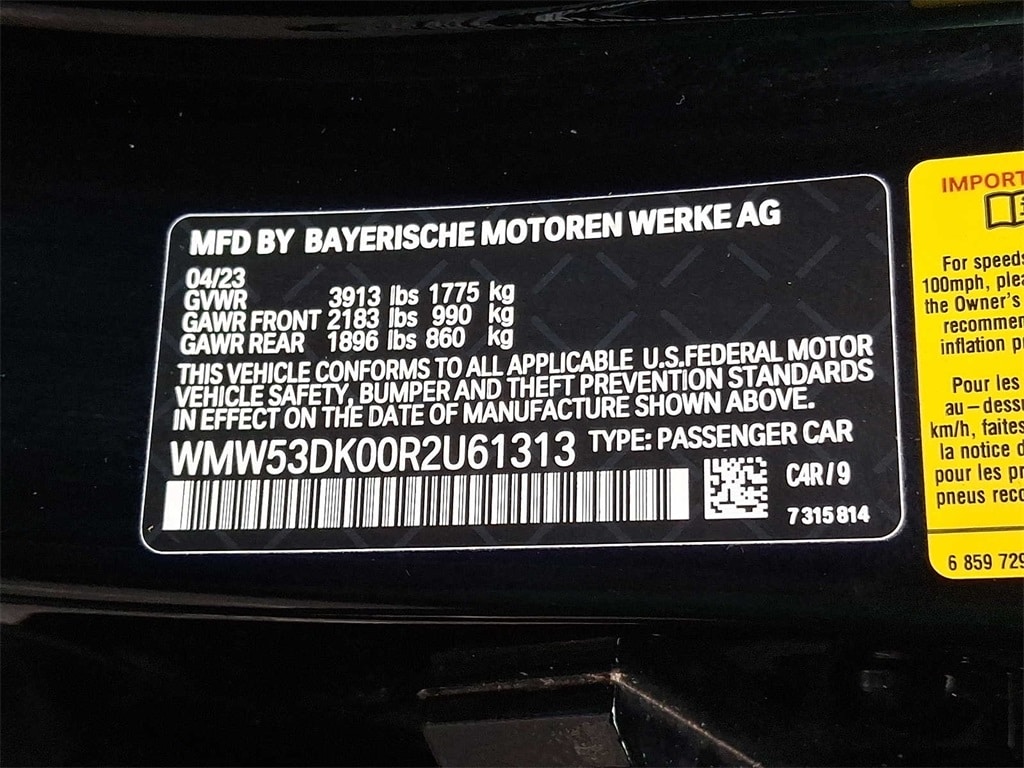 MFD BY BAYERISCHE MOTOREN WERKE AG
04/23
GVWR 3913 lbs 1775 kg
GAWR FRONT 2183 lbs 990 kg
GAWR REAR 1896 lbs 860 kg
THIS VEHICLE CONFORMS TO ALL APPLICABLE U.S.FEDERAL MOTOR
VEHICLE SAFETY, BUMPER AND THEFT PREVENTION STANDARDS
IN EFFECT ON THE DATE OF MANUFACTURE SHOWN ABOVE.
WMW53DK00R2U61313 TYPE: PASSENGER CAR
C4R/9
7315814
IMPORT
For speeds
100mph, plea
the Owner's
recommen
inflation p
Pour les
au-dessu
km/h, faites
la notice d
pour les pr
pneus reco
6 859 729